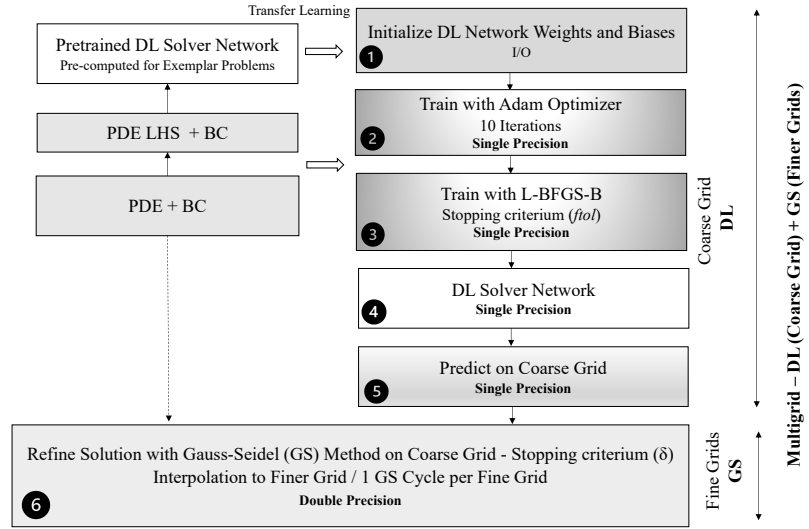 Transfer Learning
Pretrained DL Solver Network
Pre-computed for Exemplar Problems
PDE LHS + BC
PDE + BC
Initialize DL Network Weights and Biases
I/O
1
Train with Adam Optimizer
10 Iterations
Single Precision
2
Train with L-BFGS-B
Stopping criterium (ftol)
Single Precision
3
DL Solver Network
Single Precision
4
Predict on Coarse Grid
Single Precision
5
Refine Solution with Gauss-Seidel (GS) Method on Coarse Grid - Stopping criterium (δ)
Interpolation to Finer Grid / 1 GS Cycle per Fine Grid
Double Precision
6
Coarse Grid
DL
Fine Grids
GS
Multigrid – DL (Coarse Grid) + GS (Finer Grids)